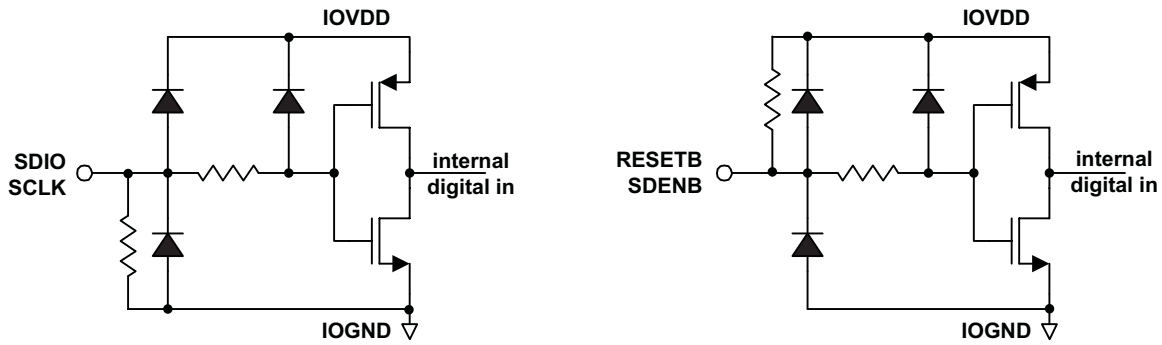 IOVDD
SDIO
SCLK
internal
digital in
IOGND
IOVDD
RESETB
SDENB
internal
digital in
IOGND